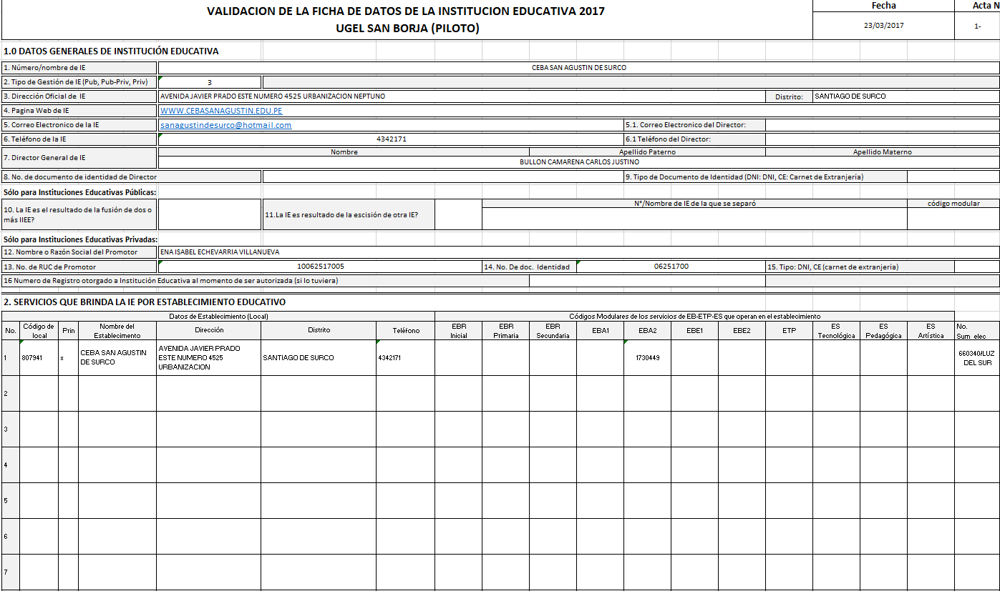 VALIDACION DE LA FICHA DE DATOS DE LA INSTITUCION EDUCATIVA 2017
UGEL SAN BORJA (PILOTO)
Fecha
Acta N
23/03/2017
1-
1.0 DATOS GENERALES DE INSTITUCIÓN EDUCATIVA
1. Número/nombre de IE
CEBA SAN AGUSTIN DE SURCO
2. Tipo de Gestión de IE (Pub, Pub-Priv, Priv)
3
3. Dirección Oficial de IE
AVENIDA JAVIER PRADO ESTE NUMERO 4525 URBANIZACION NEPTUNO
Distrito:
SANTIAGO DE SURCO
4. Pagina Web de IE
WWW.CEBASANAGUSTIN.EDU.PE
5. Correo Electronico de la IE
sanagustindesurco@hotmail.com
5.1. Correo Electronico del Director:
6. Teléfono de la IE
4342171
6.1 Teléfono del Director:
7. Director General de IE
Nombre
Apellido Paterno
Apellido Materno
BULLON CAMARENA CARLOS JUSTINO
8. No. de documento de identidad de Director
9. Tipo de Documento de Identidad (DNI: DNI, CE: Carnet de Extranjería)
Sólo para Instituciones Educativas Públicas:
10. La IE es el resultado de la fusión de dos o
más IIEE?
11.La IE es resultado de la escisión de otra IE?
N°/Nombre de IE de la que se separó
código modular
Sólo para Instituciones Educativas Privadas:
12. Nombre o Razón Social del Promotor
ENA ISABEL ECHEVARRIA VILLANUEVA
13. No. de RUC de Promotor
10062517005
14. No. De doc. Identidad
06251700
15. Tipo: DNI, CE (carnet de extranjería)
16 Numero de Registro otorgado a Institución Educativa al momento de ser autorizada (si lo tuviera)
2. SERVICIOS QUE BRINDA LA IE POR ESTABLECIMIENTO EDUCATIVO
Datos de Establecimiento (Local)
Códigos Modulares de los servicios de EB-ETP-ES que operan en el establecimiento
No.
Código de
local
Prin
Nombre del
Establecimento
Dirección
Distrito
Teléfono
EBR
Inicial
EBR
Primaria
EBR
Secundaria
EBA1
EBA2
EBE1
EBE2
ETP
ES
Tecnológica
ES
Pedagógica
ES
Artística
No.
Sum elec
1
807941
x
CEBA SAN AGUSTIN
DE SURCO
AVENIDA JAVIER PRADO
ESTE NUMERO 4525
URBANIZACION
SANTIAGO DE SURCO
4342171
1730449
660340/LUZ
DEL SUR
2
3
4
5
6
7